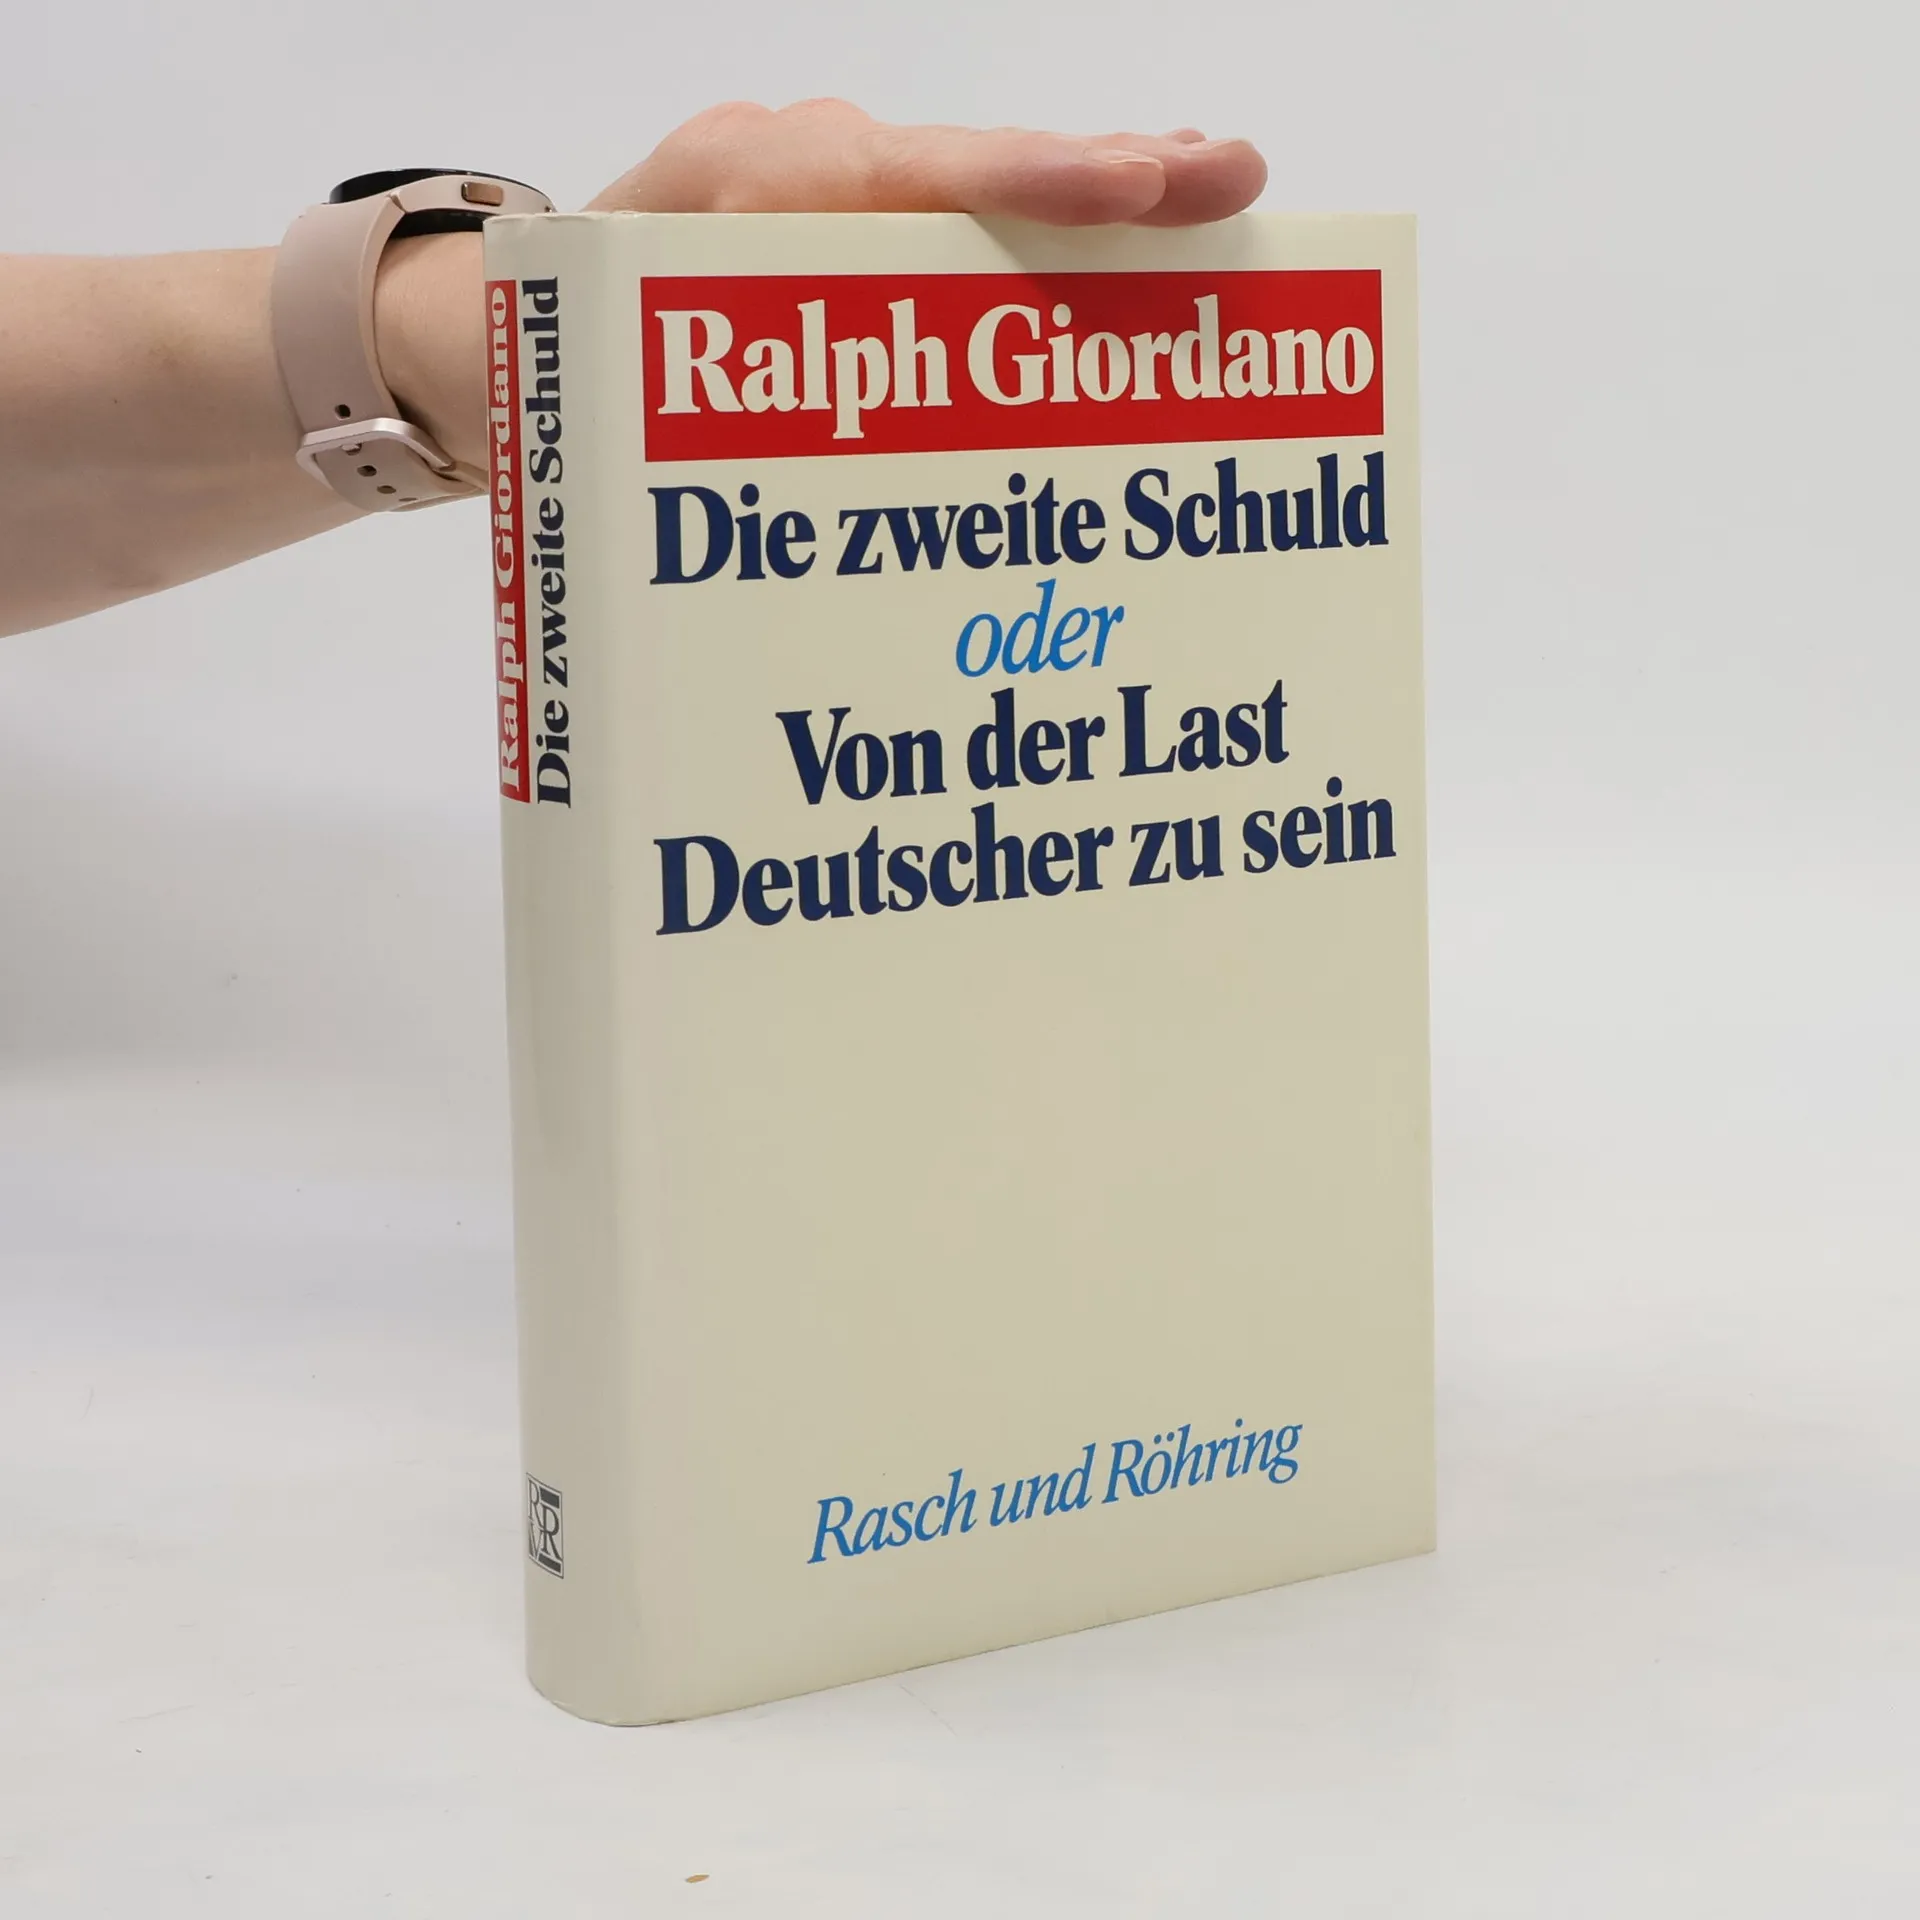 Ralph Giordano
Die zweite Schuld
Ralph Giordano
Die zweite Schuld
oder
Von der Last
Deutscher zu sein
Rasch und Röhring